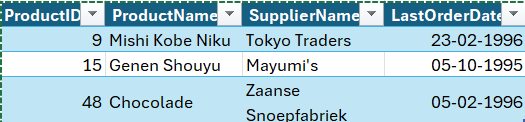 ProductID ProductName SupplierName LastOrderDate
9 Mishi Kobe Niku Tokyo Traders 23-02-1996
15 Genen Shouyu Mayumi's 05-10-1995
48 Chocolade Zaanse Snoepfabriek 05-02-1996